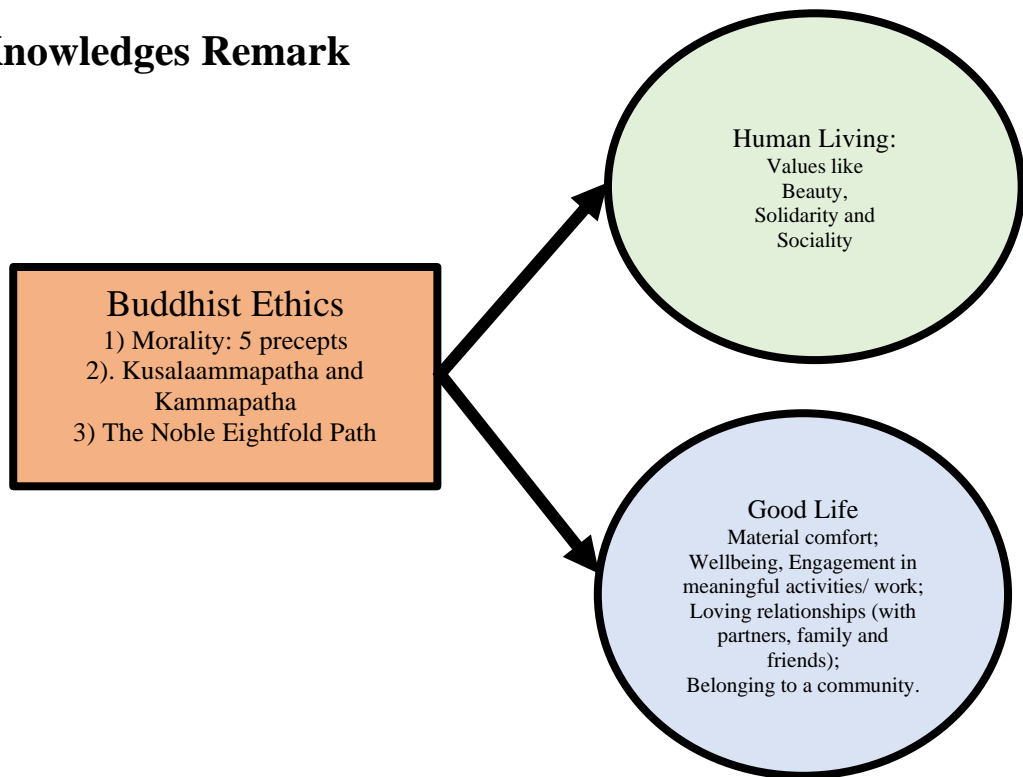 nowledges Remark
Human Living:
Values like
Beauty,
Solidarity and
Sociality
Buddhist Ethics
1) Morality: 5 precepts
2). Kusalaammapatha and
Kammapatha
3) The Noble Eightfold Path
Good Life
Material comfort;
Wellbeing, Engagement in
meaningful activities/ work;
Loving relationships (with
partners, family and
friends);
Belonging to a community.